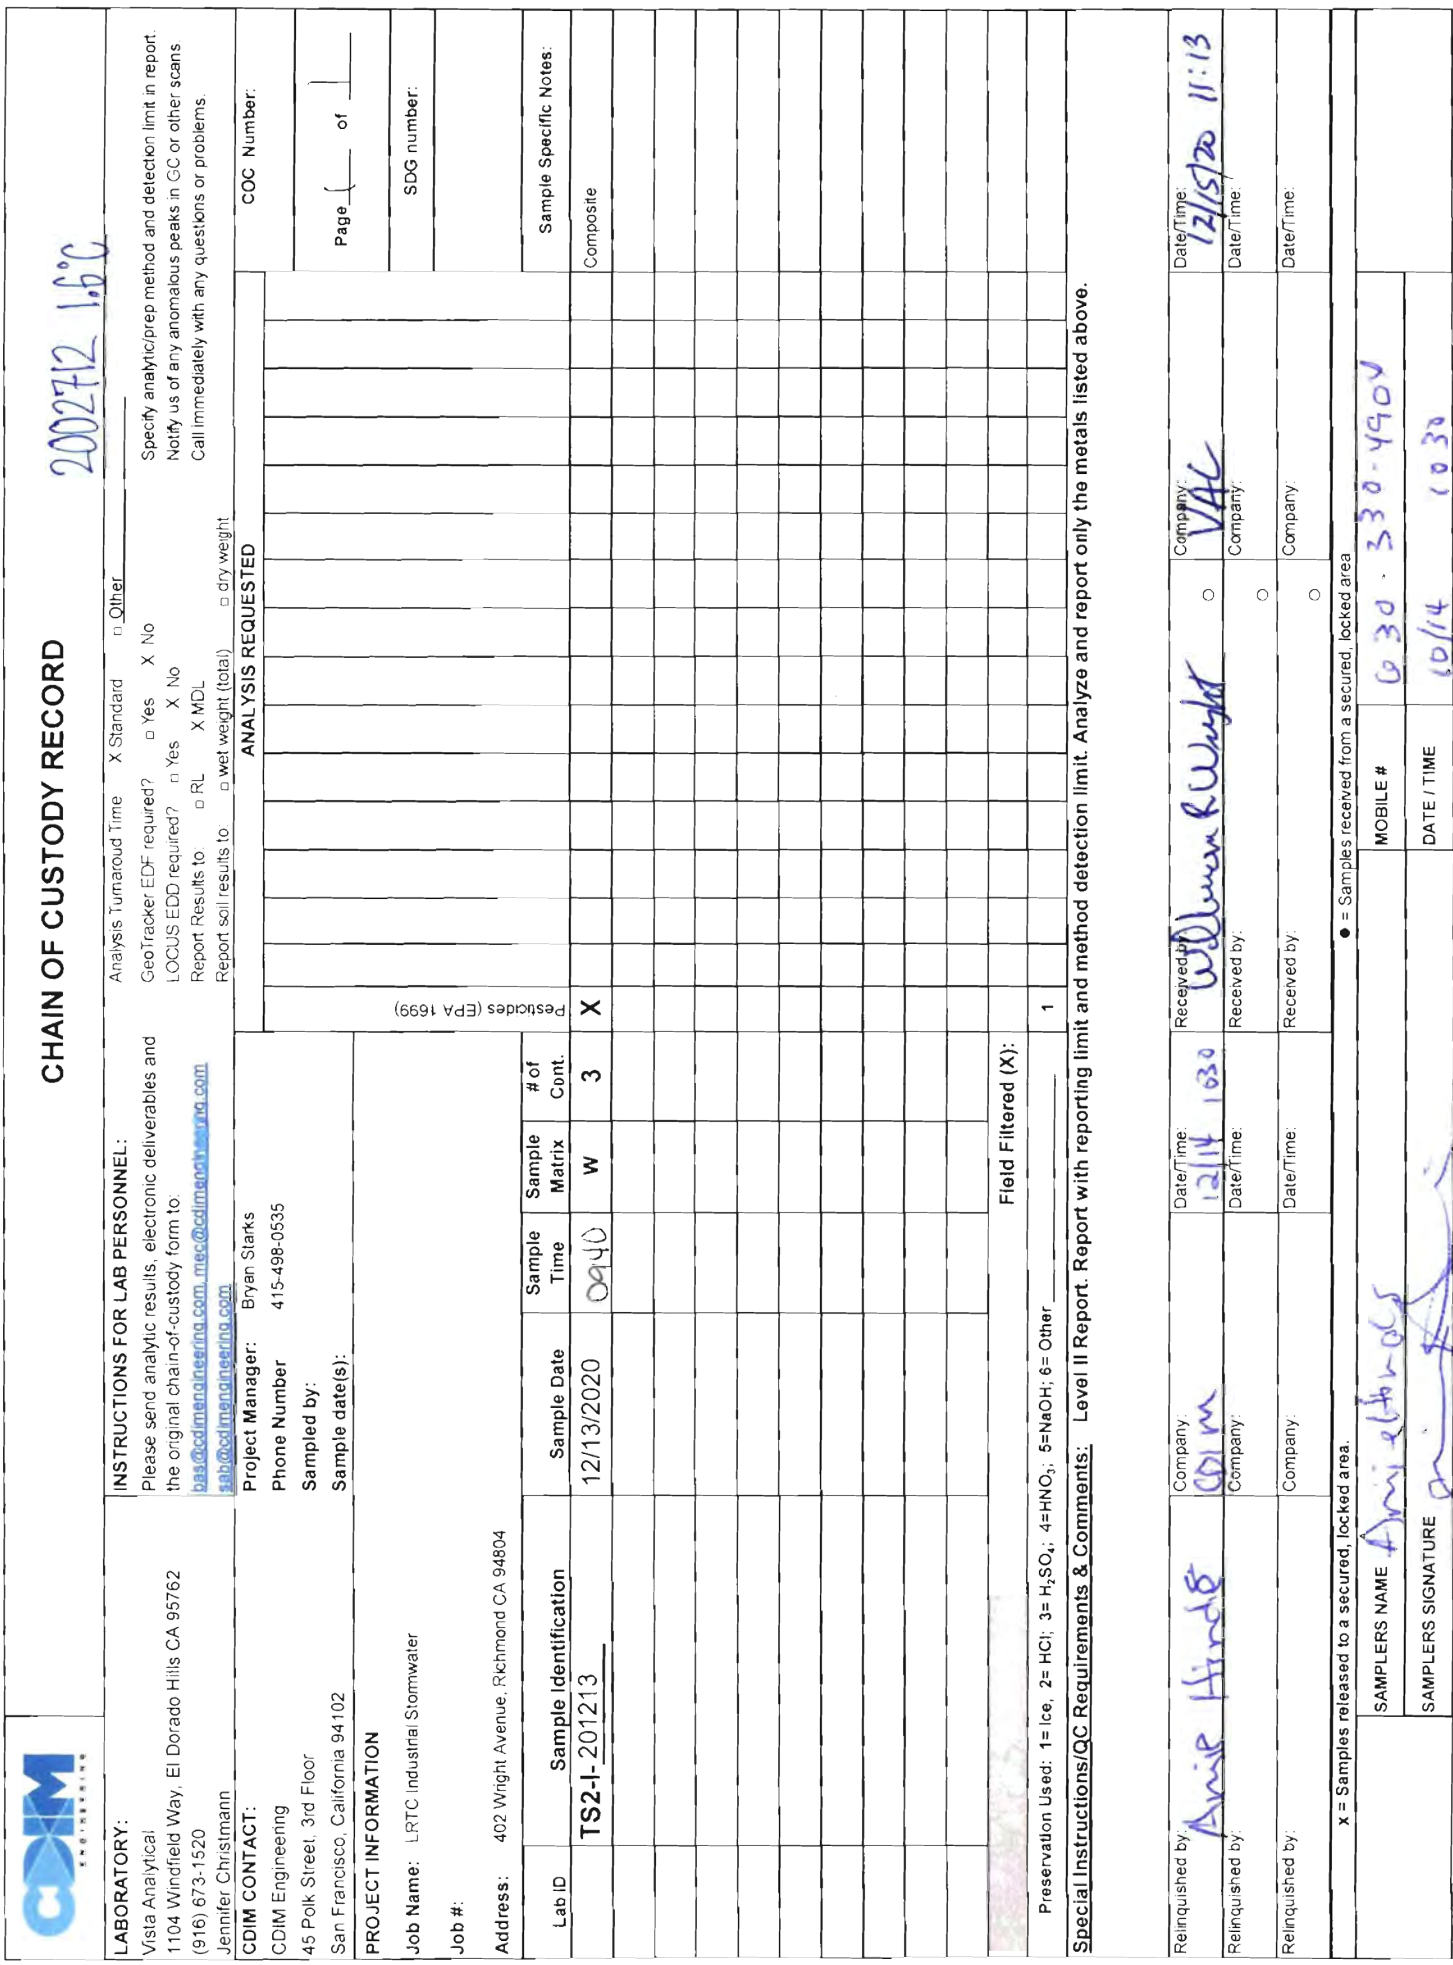 CDIM
ENGINEERING
CHAIN OF CUSTODY RECORD
2002712 1.6°C
LABORATORY:
Vista Analytical
1104 Windfield Way, El Dorado Hills CA 95762
(916) 673-1520
Jennifer Christmann
INSTRUCTIONS FOR LAB PERSONNEL:
Please send analytic results, electronic deliverables and
the original chain-of-custody form to:
bas@cdimengineering.com, mec@cdimengineering.com
sab@cdimengineering.com
Analysis Turnaroud Time X Standard □ Other
GeoTracker EDF required? □ Yes X No
LOCUS EDD required? □ Yes X No
Report Results to: □ RL X MDL
Report soil results to: □ wet weight (total) □ dry weight
Specify analytic/prep method and detection limit in report.
Notify us of any anomalous peaks in GC or other scans.
Call immediately with any questions or problems.
CDIM CONTACT:
CDIM Engineering
45 Polk Street, 3rd Floor
San Francisco, California 94102
Project Manager: Bryan Starks
Phone Number 415-498-0535
Sampled by:
Sample date(s):
ANALYSIS REQUESTED
COC Number:
Page 1 of 1
SDG number:
PROJECT INFORMATION
Job Name: LRTC Industrial Stormwater
Job #:
Address: 402 Wright Avenue, Richmond CA 94804
Pesticides (EPA 1699)
Lab ID Sample Identification Sample Date Sample Time Sample Matrix # of Cont. Sample Specific Notes:
TS2-I-201213 12/13/2020 0940 W 3 X Composite
Field Filtered (X):
Preservation Used: 1= Ice, 2= HCl; 3= H₂SO₄; 4=HNO₃; 5=NaOH; 6= Other 1
Special Instructions/QC Requirements & Comments: Level II Report. Report with reporting limit and method detection limit. Analyze and report only the metals listed above.
Relinquished by: Company: CDIM Date/Time: 12/14 1030 Received by: William R Wright ○ Company: VAL Date/Time: 12/15/20 11:13
Relinquished by: Company: Date/Time: Received by: ○ Company: Date/Time:
Relinquished by: Company: Date/Time: Received by: ○ Company: Date/Time:
x = Samples released to a secured, locked area. ● = Samples received from a secured, locked area
SAMPLERS NAME MOBILE #
SAMPLERS SIGNATURE DATE / TIME 10/14 1030